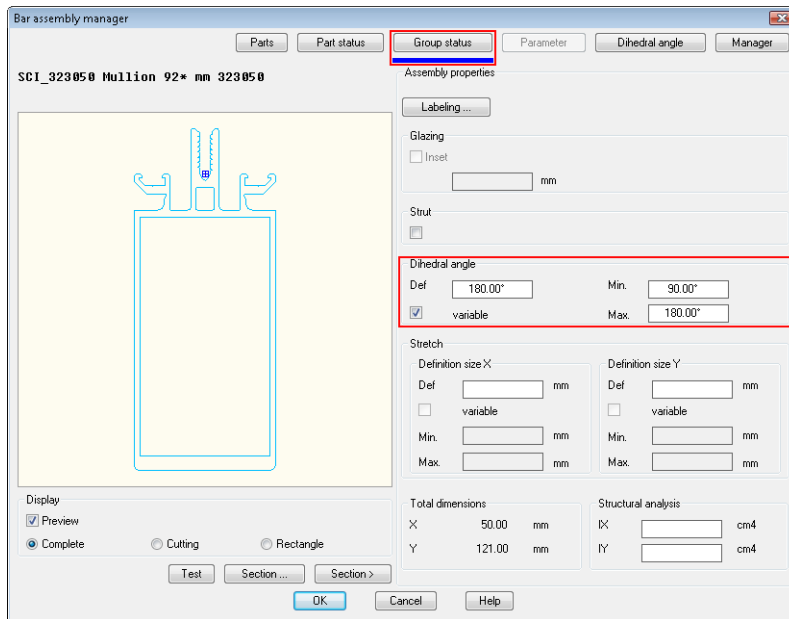 Bar assembly manager
Parts Part status Group status Parameter Dihedral angle Manager
SCI_323050 Mullion 92* mm 323050
Assembly properties
Labeling ...
Glazing
Inset
mm
Strut
Dihedral angle
Def 180.00° Min. 90.00°
variable Max. 180.00°
Stretch
Definition size X Definition size Y
Def mm Def mm
variable variable
Min. mm Min. mm
Max. mm Max. mm
Display
Preview
Complete Cutting Rectangle
Total dimensions Structural analysis
X 50.00 mm IX cm4
Y 121.00 mm IY cm4
Test Section ... Section >
OK Cancel Help